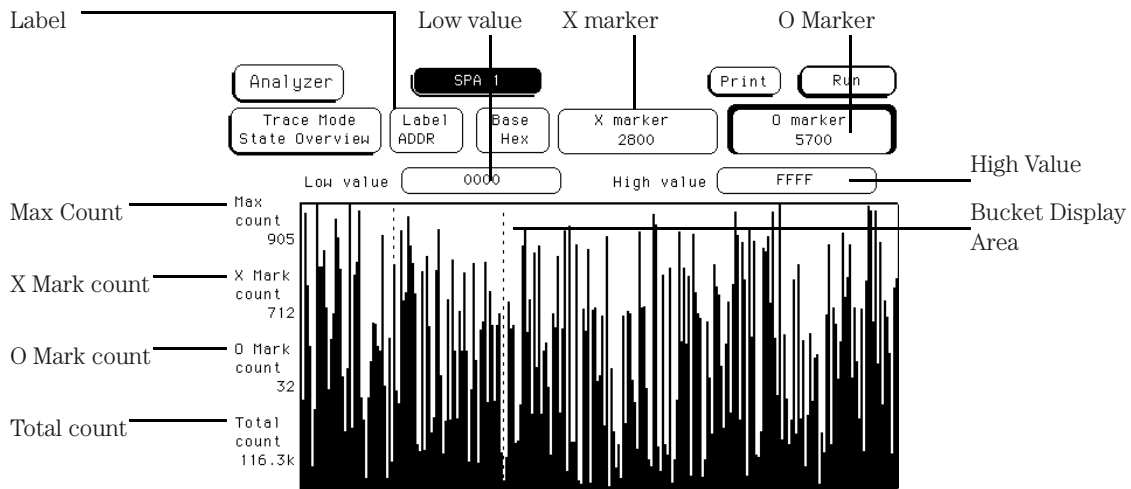 Label
Low value
X marker
O Marker
Analyzer
SPA 1
Print
Run
Trace Mode
State Overview
Label
ADDR
Base
Hex
X marker
2800
O marker
5700
Low value
0000
High value
FFFF
High Value
Max Count
Max
count
905
Bucket Display
Area
X Mark count
X Mark
count
712
O Mark count
O Mark
count
32
Total count
Total
count
116.3k